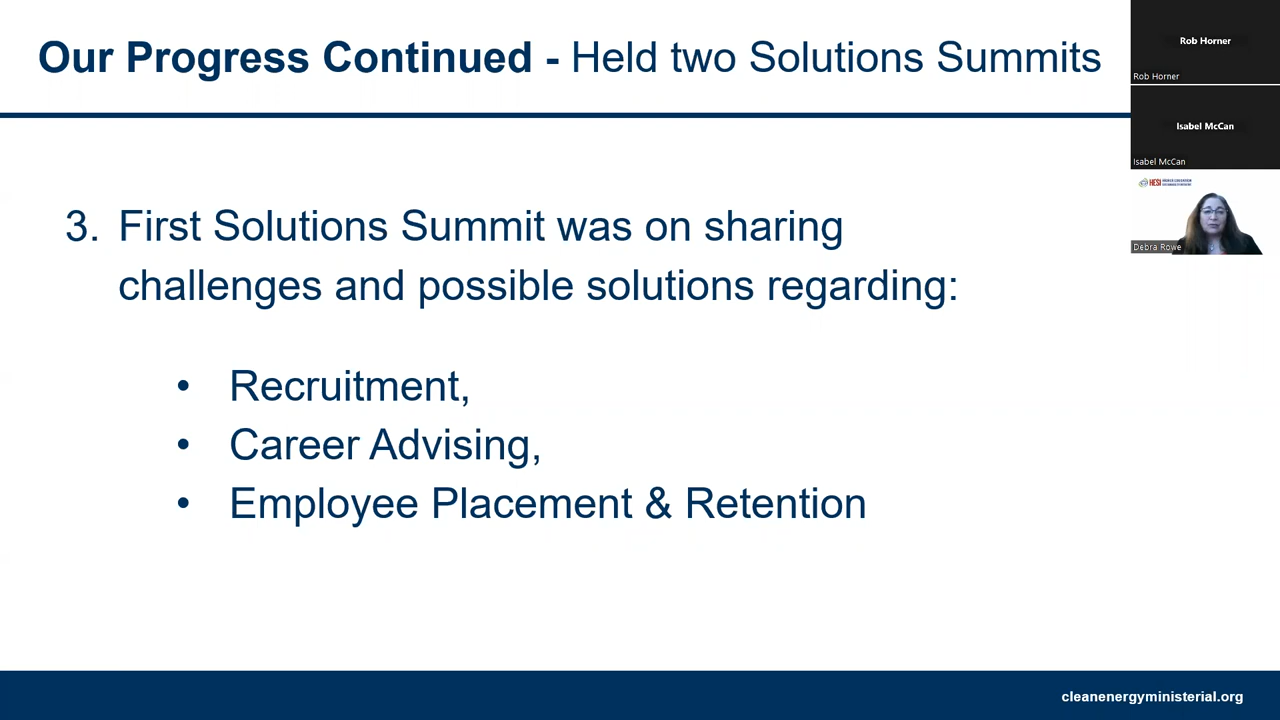 Our Progress Continued - Held two Solutions Summits
3. First Solutions Summit was on sharing
challenges and possible solutions regarding:
• Recruitment,
• Career Advising,
• Employee Placement & Retention
cleanenergyministerial.org
Rob Horner
Rob Horner
Isabel McCan
Isabel McCan
HESI
Debra Rowe